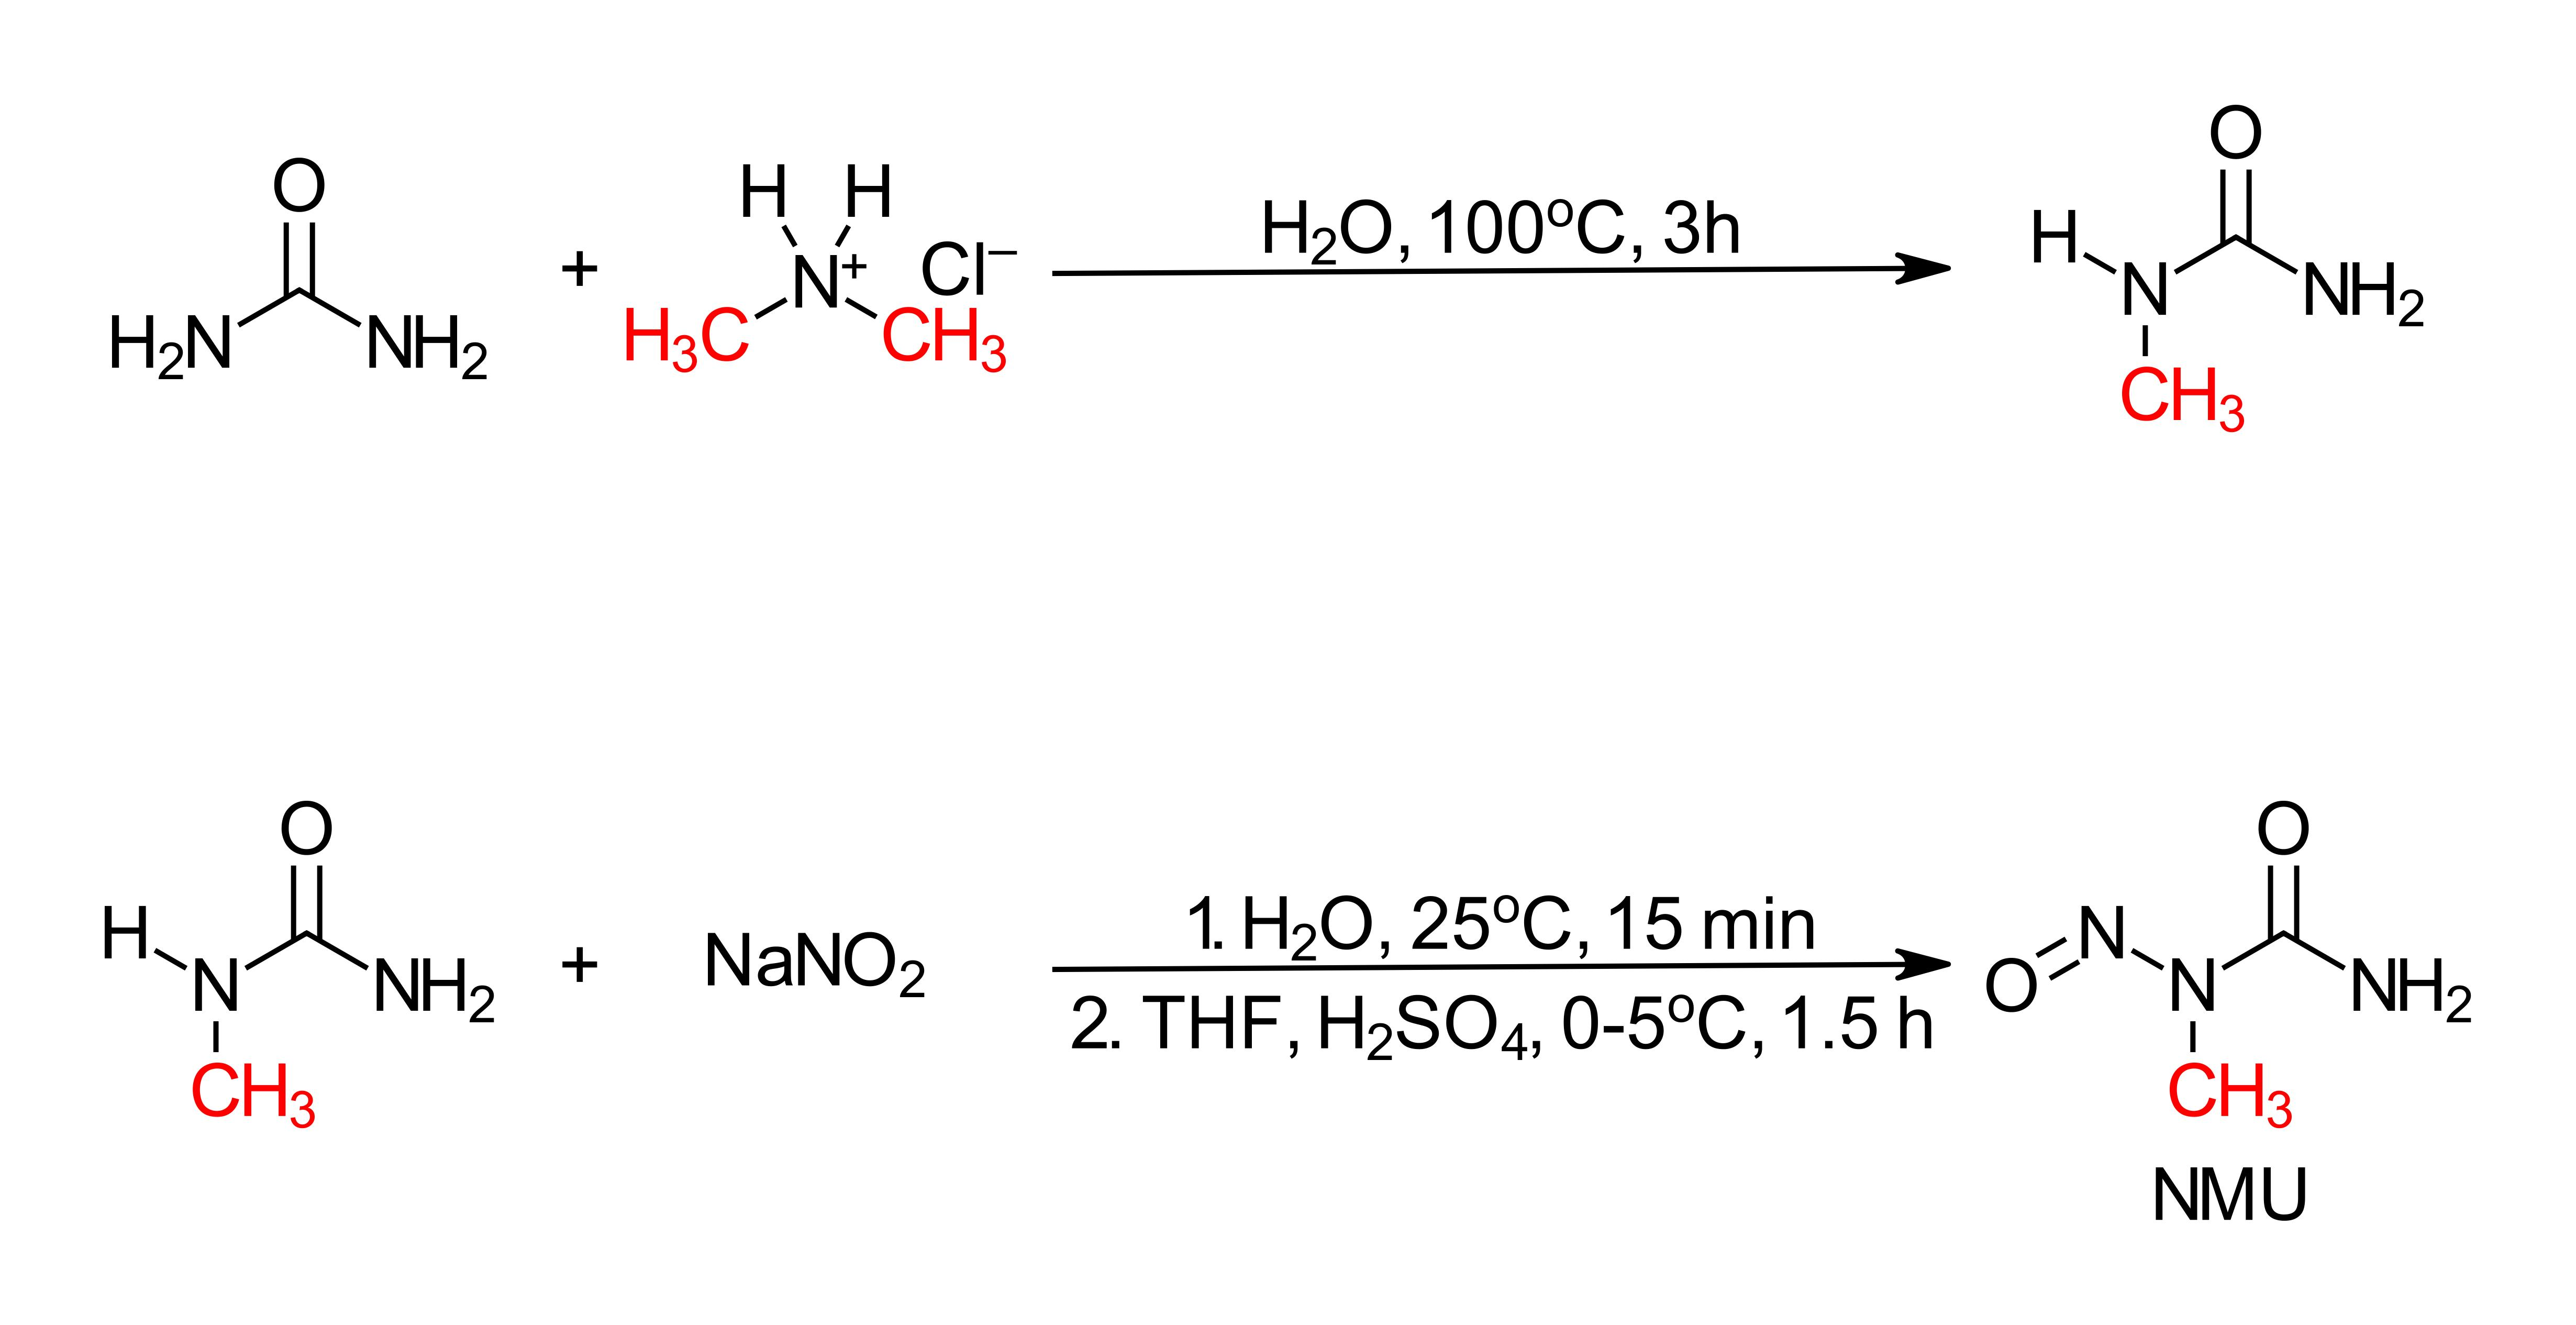 O
H₂N NH₂
+
H H
N⁺ Cl⁻
H₃C CH₃
H₂O, 100ºC, 3h
O
H N NH₂
CH₃
O
H N NH₂
CH₃
+
NaNO₂
1. H₂O, 25ºC, 15 min
2. THF, H₂SO₄, 0-5ºC, 1.5 h
O
O N N NH₂
CH₃
NMU